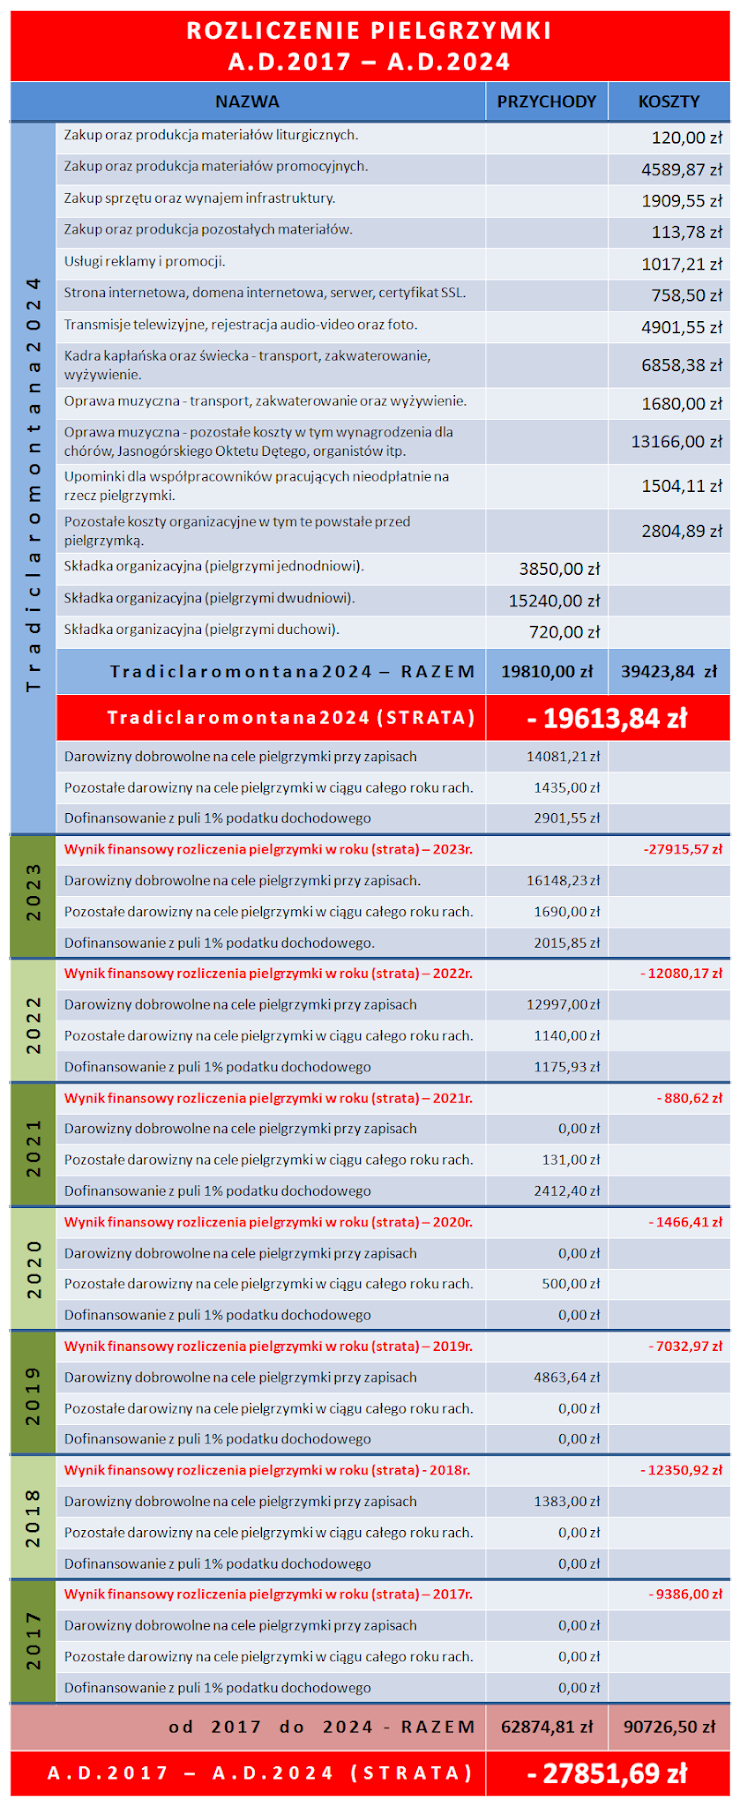 ROZLICZENIE PIELGRZYMKI
A.D.2017 – A.D.2024
NAZWA PRZYCHODY KOSZTY
Tradiclaromontana2024
Zakup oraz produkcja materiałów liturgicznych. 120,00 zł
Zakup oraz produkcja materiałów promocyjnych. 4589,87 zł
Zakup sprzętu oraz wynajem infrastruktury. 1909,55 zł
Zakup oraz produkcja pozostałych materiałów. 113,78 zł
Usługi reklamy i promocji. 1017,21 zł
Strona internetowa, domena internetowa, serwer, certyfikat SSL. 758,50 zł
Transmisje telewizyjne, rejestracja audio-video oraz foto. 4901,55 zł
Kadra kapłańska oraz świecka - transport, zakwaterowanie,
wyżywienie. 6858,38 zł
Oprawa muzyczna - transport, zakwaterowanie oraz wyżywienie. 1680,00 zł
Oprawa muzyczna - pozostałe koszty w tym wynagrodzenia dla
chórów, Jasnogórskiego Oktetu Dętego, organistów itp. 13166,00 zł
Upominki dla współpracowników pracujących nieodpłatnie na
rzecz pielgrzymki. 1504,11 zł
Pozostałe koszty organizacyjne w tym te powstałe przed
pielgrzymką. 2804,89 zł
Składka organizacyjna (pielgrzymi jednodniowi). 3850,00 zł
Składka organizacyjna (pielgrzymi dwudniowi). 15240,00 zł
Składka organizacyjna (pielgrzymi duchowi). 720,00 zł
Tradiclaromontana2024 – RAZEM 19810,00 zł 39423,84 zł
Tradiclaromontana2024 (STRATA) - 19613,84 zł
Darowizny dobrowolne na cele pielgrzymki przy zapisach 14081,21 zł
Pozostałe darowizny na cele pielgrzymki w ciągu całego roku rach. 1435,00 zł
Dofinansowanie z puli 1% podatku dochodowego 2901,55 zł
2023
Wynik finansowy rozliczenia pielgrzymki w roku (strata) – 2023r. -27915,57 zł
Darowizny dobrowolne na cele pielgrzymki przy zapisach. 16148,23 zł
Pozostałe darowizny na cele pielgrzymki w ciągu całego roku rach. 1690,00 zł
Dofinansowanie z puli 1% podatku dochodowego. 2015,85 zł
2022
Wynik finansowy rozliczenia pielgrzymki w roku (strata) – 2022r. - 12080,17 zł
Darowizny dobrowolne na cele pielgrzymki przy zapisach 12997,00 zł
Pozostałe darowizny na cele pielgrzymki w ciągu całego roku rach. 1140,00 zł
Dofinansowanie z puli 1% podatku dochodowego 1175,93 zł
2021
Wynik finansowy rozliczenia pielgrzymki w roku (strata) – 2021r. - 880,62 zł
Darowizny dobrowolne na cele pielgrzymki przy zapisach 0,00 zł
Pozostałe darowizny na cele pielgrzymki w ciągu całego roku rach. 131,00 zł
Dofinansowanie z puli 1% podatku dochodowego 2412,40 zł
2020
Wynik finansowy rozliczenia pielgrzymki w roku (strata) – 2020r. - 1466,41 zł
Darowizny dobrowolne na cele pielgrzymki przy zapisach 0,00 zł
Pozostałe darowizny na cele pielgrzymki w ciągu całego roku rach. 500,00 zł
Dofinansowanie z puli 1% podatku dochodowego 0,00 zł
2019
Wynik finansowy rozliczenia pielgrzymki w roku (strata) – 2019r. - 7032,97 zł
Darowizny dobrowolne na cele pielgrzymki przy zapisach 4863,64 zł
Pozostałe darowizny na cele pielgrzymki w ciągu całego roku rach. 0,00 zł
Dofinansowanie z puli 1% podatku dochodowego 0,00 zł
2018
Wynik finansowy rozliczenia pielgrzymki w roku (strata) - 2018r. - 12350,92 zł
Darowizny dobrowolne na cele pielgrzymki przy zapisach 1383,00 zł
Pozostałe darowizny na cele pielgrzymki w ciągu całego roku rach. 0,00 zł
Dofinansowanie z puli 1% podatku dochodowego 0,00 zł
2017
Wynik finansowy rozliczenia pielgrzymki w roku (strata) – 2017r. - 9386,00 zł
Darowizny dobrowolne na cele pielgrzymki przy zapisach 0,00 zł
Pozostałe darowizny na cele pielgrzymki w ciągu całego roku rach. 0,00 zł
Dofinansowanie z puli 1% podatku dochodowego 0,00 zł
od 2017 do 2024 - RAZEM 62874,81 zł 90726,50 zł
A.D.2017 – A.D.2024 (STRATA) - 27851,69 zł